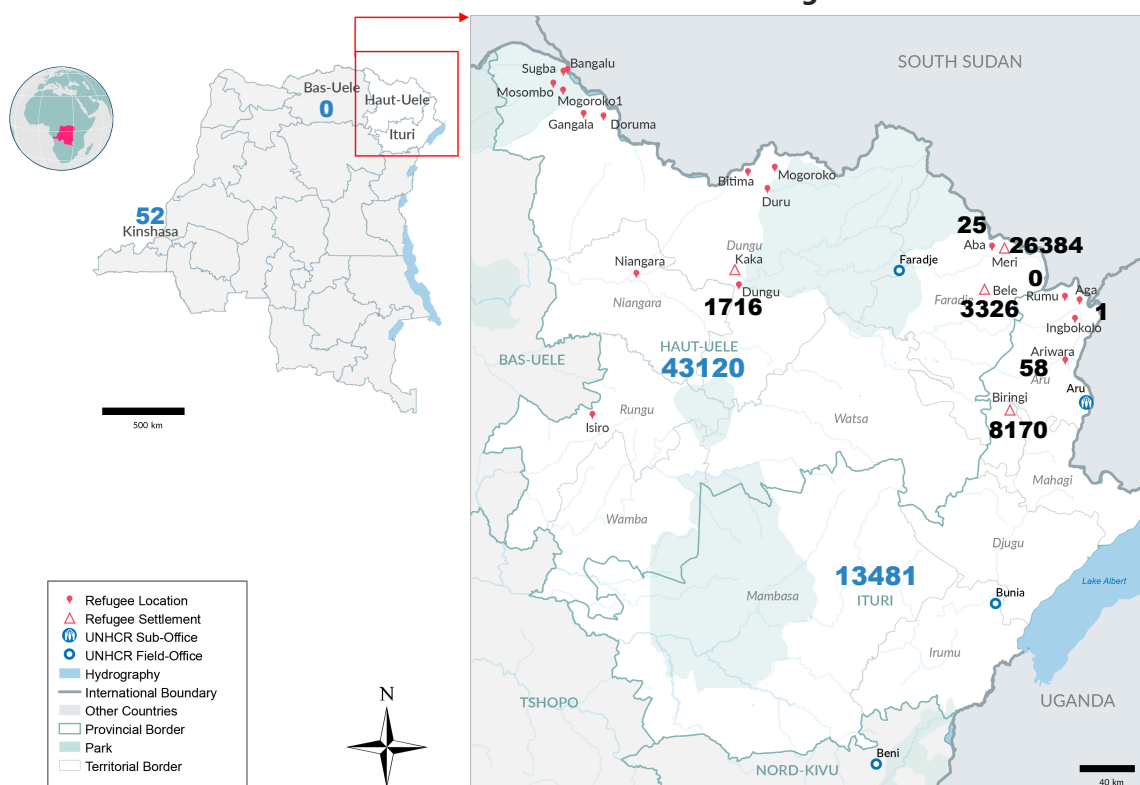 SOUTH SUDAN
Sugba
Bangalu
Mosombo
Mogoroko1
Gangala
Doruma
Bas-Uele
0
Haut-Uele
Ituri
Bitima
Mogoroko
Duru
52
Kinshasa
25
Aba
26384
Meri
Dungu
Kaka
Faradje
Niangara
0
Dungu
Bele
Rumu
Aga
Niangara
1716
3326
1
Ingbokolo
HAUT-UELE
43120
BAS-UELE
Ariwara
58
Aru
Aru
500 km
Rungu
Isiro
Watsa
Biringi
8170
Mahagi
Wamba
Djugu
13481
ITURI
Lake Albert
Mambasa
Bunia
Irumu
Refugee Location
Refugee Settlement
UNHCR Sub-Office
UNHCR Field-Office
Hydrography
International Boundary
Other Countries
Provincial Border
Park
Territorial Border
N
TSHOPO
UGANDA
Beni
NORD-KIVU
40 km